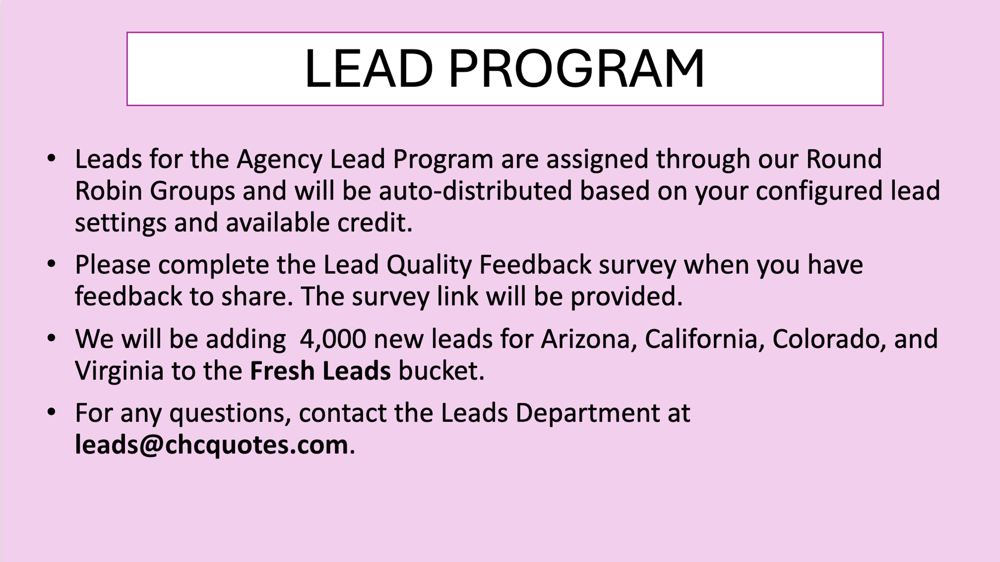 LEAD PROGRAM
• Leads for the Agency Lead Program are assigned through our Round
Robin Groups and will be auto-distributed based on your configured lead
settings and available credit.
• Please complete the Lead Quality Feedback survey when you have
feedback to share. The survey link will be provided.
• We will be adding  4,000 new leads for Arizona, California, Colorado, and
Virginia to the Fresh Leads bucket.
• For any questions, contact the Leads Department at
leads@chcquotes.com.